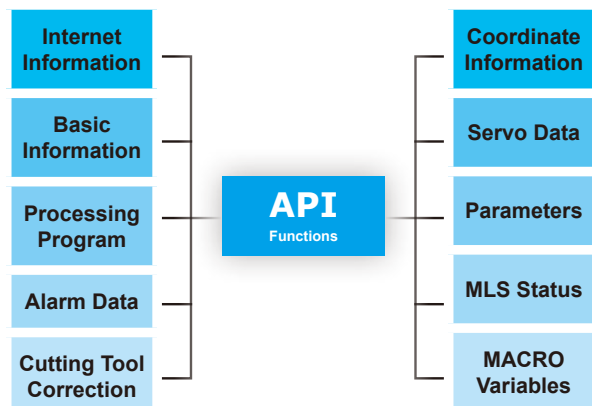 Internet
Information
Basic
Information
Processing
Program
Alarm Data
Cutting Tool
Correction
API
Functions
Coordinate
Information
Servo Data
Parameters
MLS Status
MACRO
Variables